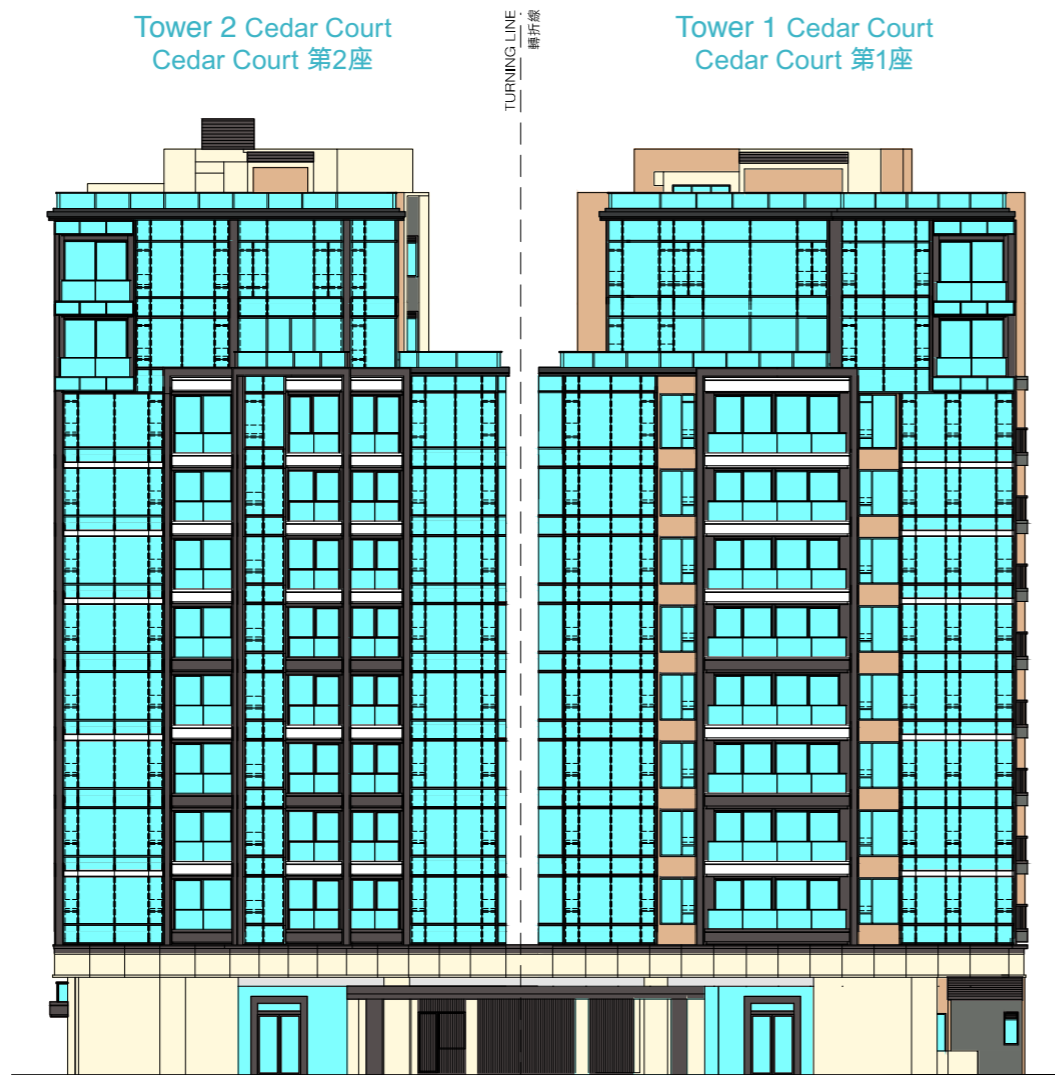 Tower 2 Cedar Court
Cedar Court 第2座
TURNING LINE
轉折線
Tower 1 Cedar Court
Cedar Court 第1座